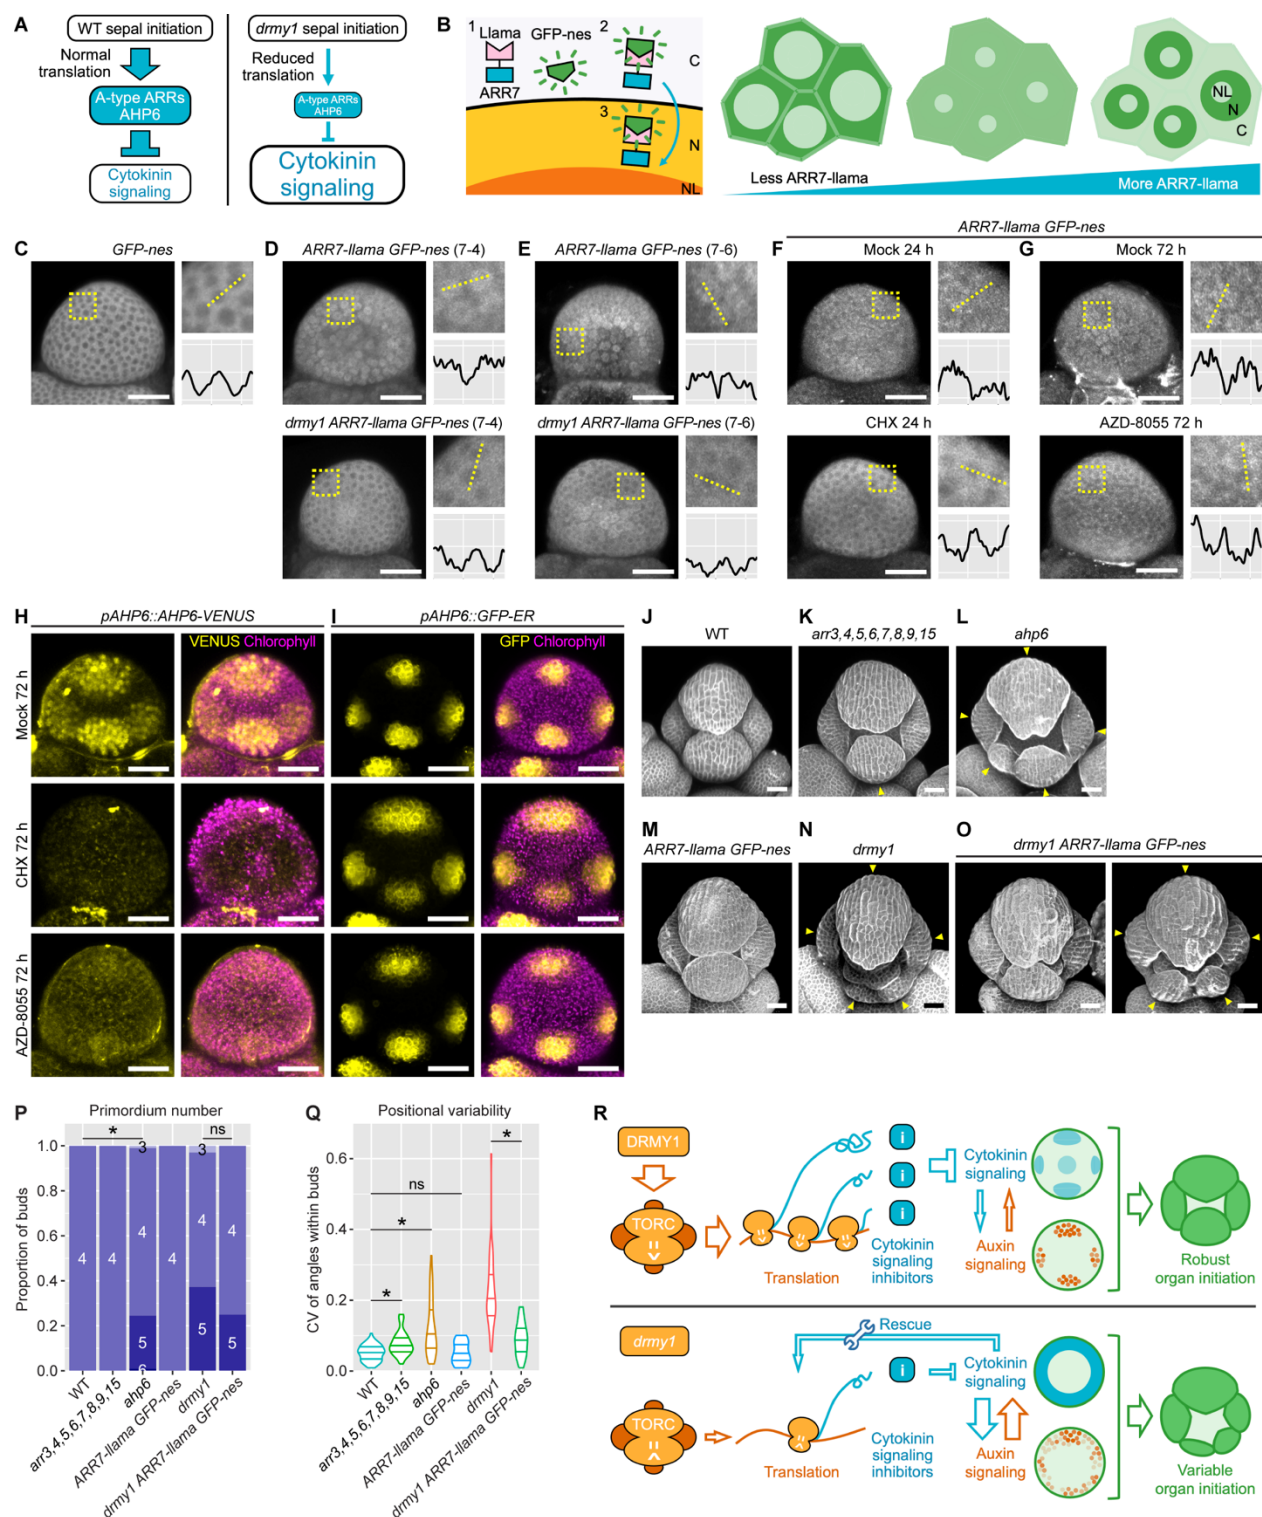 A
WT sepal initiation
Normal
translation
A-type ARRs
AHP6
Cytokinin
signaling
drmy1 sepal initiation
Reduced
translation
A-type ARRs
AHP6
Cytokinin
signaling
B
1
Llama
ARR7
GFP-nes
2
C
3
N
NL
NL
N
C
Less ARR7-llama
More ARR7-llama
C
GFP-nes
D
ARR7-llama GFP-nes (7-4)
drmy1 ARR7-llama GFP-nes (7-4)
E
ARR7-llama GFP-nes (7-6)
drmy1 ARR7-llama GFP-nes (7-6)
ARR7-llama GFP-nes
F
Mock 24 h
CHX 24 h
G
Mock 72 h
AZD-8055 72 h
H
pAHP6::AHP6-VENUS
VENUS Chlorophyll
I
pAHP6::GFP-ER
GFP Chlorophyll
Mock 72 h
CHX 72 h
AZD-8055 72 h
J
WT
K
arr3,4,5,6,7,8,9,15
L
ahp6
M
ARR7-llama GFP-nes
N
drmy1
O
drmy1 ARR7-llama GFP-nes
P
Primordium number
Proportion of buds
1.0
0.8
0.6
0.4
0.2
0.0
*
ns
3
3
4
4
4
4
4
4
5
6
5
5
WT
arr3,4,5,6,7,8,9,15
ahp6
ARR7-llama GFP-nes
drmy1
drmy1 ARR7-llama GFP-nes
Q
Positional variability
CV of angles within buds
0.6
0.4
0.2
0.0
*
ns
*
*
WT
arr3,4,5,6,7,8,9,15
ahp6
ARR7-llama GFP-nes
drmy1
drmy1 ARR7-llama GFP-nes
R
DRMY1
TORC
Translation
i
i
i
Cytokinin
signaling
inhibitors
Cytokinin
signaling
Auxin
signaling
Robust
organ initiation
drmy1
TORC
Translation
Rescue
i
Cytokinin
signaling
inhibitors
Cytokinin
signaling
Auxin
signaling
Variable
organ initiation